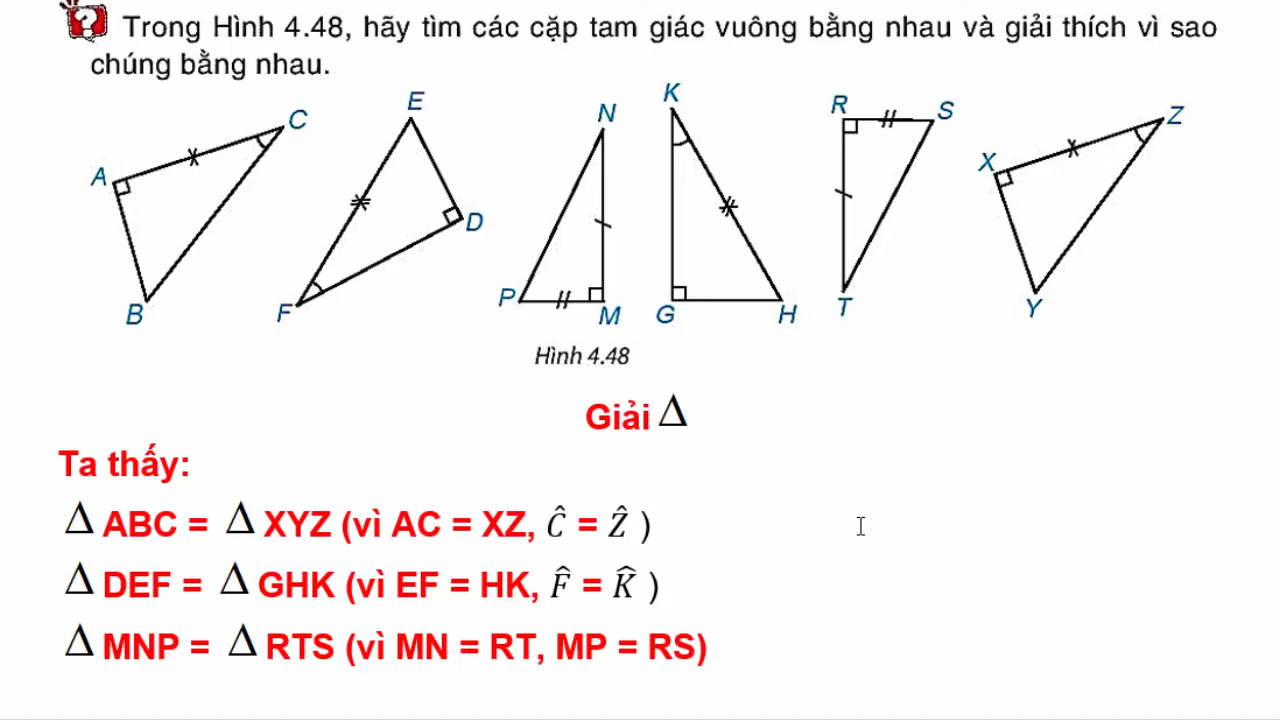 Trong Hình 4.48, hãy tìm các cặp tam giác vuông bằng nhau và giải thích vì sao
chúng bằng nhau.
A C B
E D F
N P M
K G H
R S T
X Z Y
Hình 4.48
Giải Δ
Ta thấy:
Δ ABC = Δ XYZ (vì AC = XZ, Ĉ = Ẑ )
Δ DEF = Δ GHK (vì EF = HK, F̂ = K̂ )
Δ MNP = Δ RTS (vì MN = RT, MP = RS)